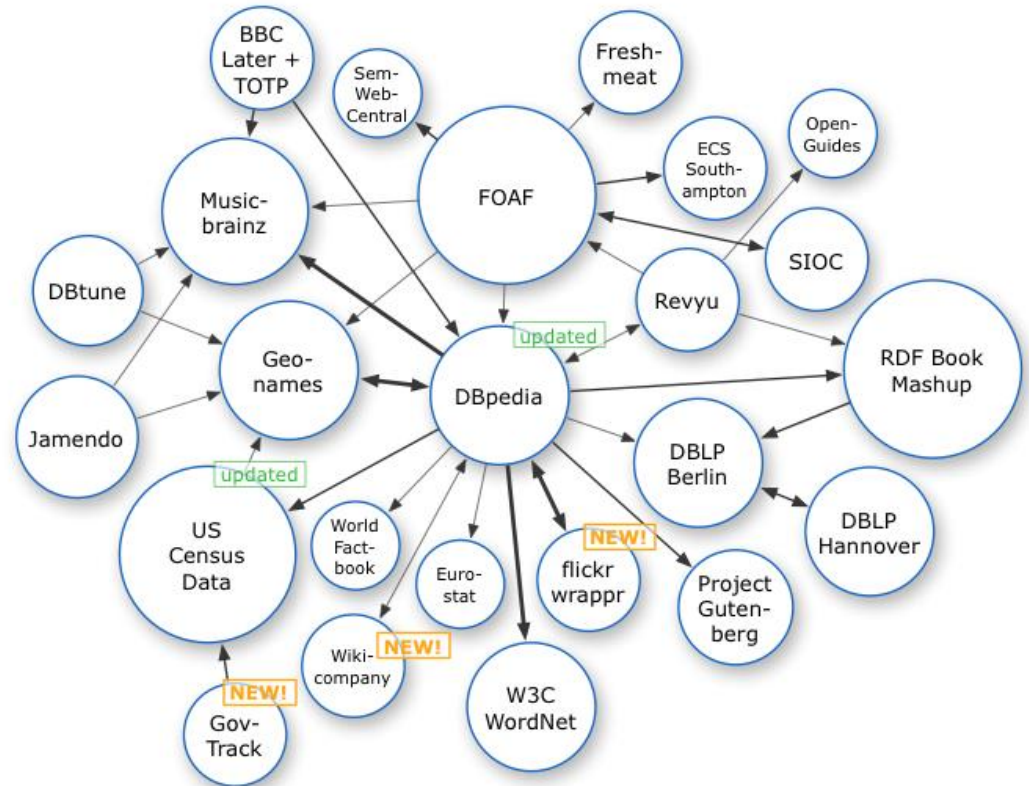 BBC
Later +
TOTP
Sem-
Web-
Central
Fresh-
meat
FOAF
ECS
South-
ampton
Open-
Guides
Music-
brainz
SIOC
DBtune
Revyu
updated
Geo-
names
DBpedia
RDF Book
Mashup
Jamendo
updated
DBLP
Berlin
US
Census
Data
World
Fact-
book
Euro-
stat
NEW!
flickr
wrappr
DBLP
Hannover
Project
Guten-
berg
NEW!
Wiki-
company
W3C
WordNet
NEW!
Gov-
Track